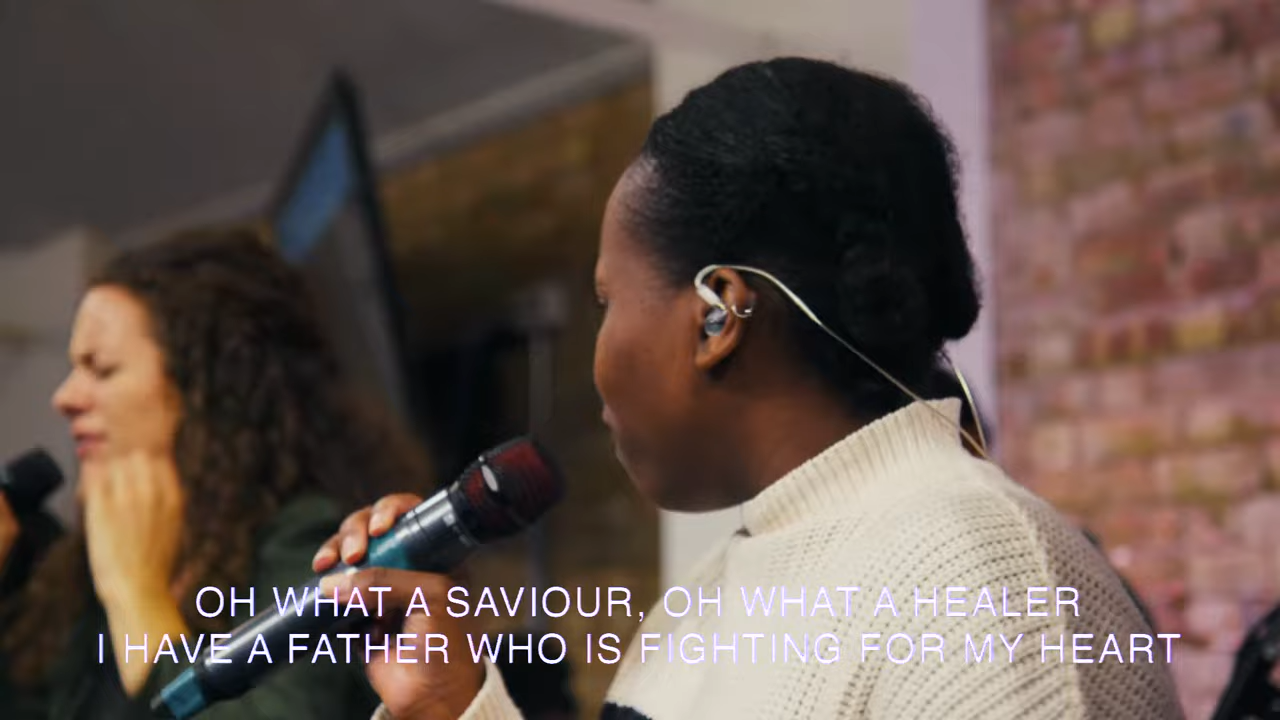 OH WHAT A SAVIOUR, OH WHAT A HEALER
I HAVE A FATHER WHO IS FIGHTING FOR MY HEART